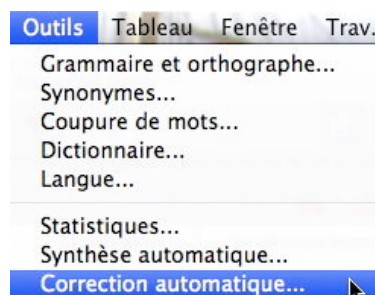 Outils Tableau Fenêtre Trav.
Grammaire et orthographe...
Synonymes...
Coupure de mots...
Dictionnaire...
Langue...
Statistiques...
Synthèse automatique...
Correction automatique...